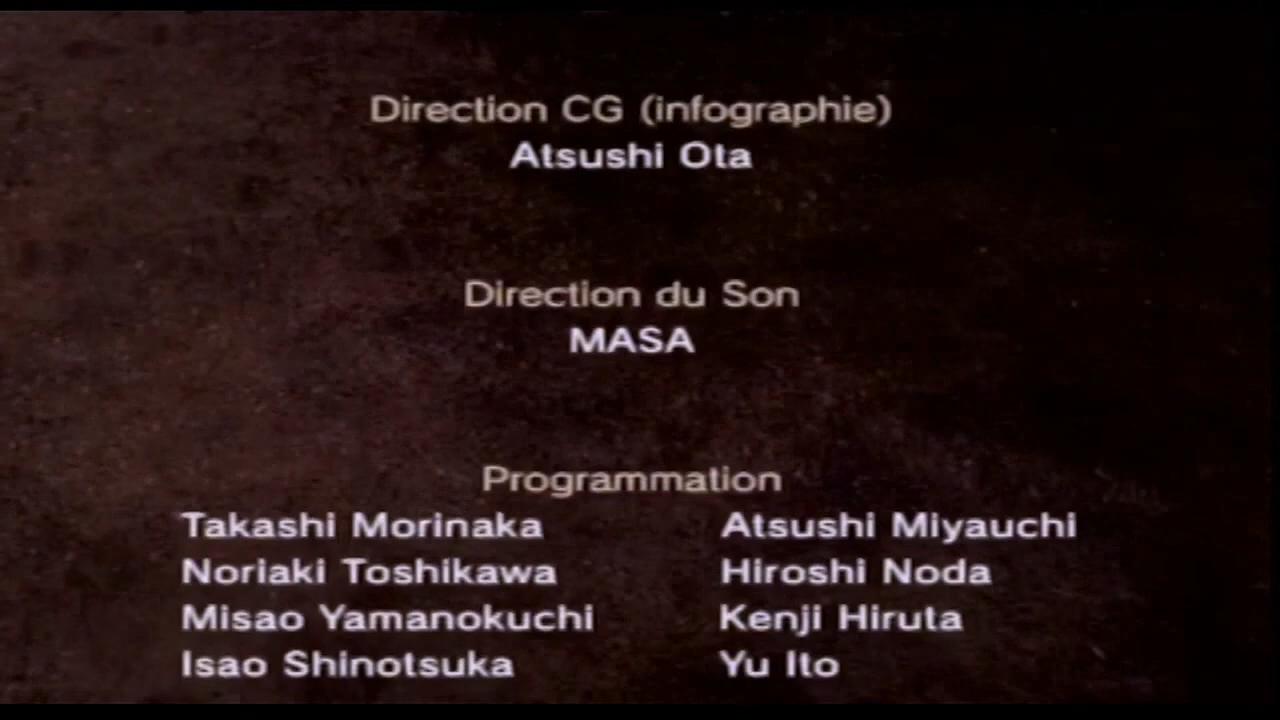 Direction CG (infographie)
Atsushi Ota
Direction du Son
MASA
Programmation
Takashi Morinaka Atsushi Miyauchi
Noriaki Toshikawa Hiroshi Noda
Misao Yamanokuchi Kenji Hiruta
Isao Shinotsuka Yu Ito